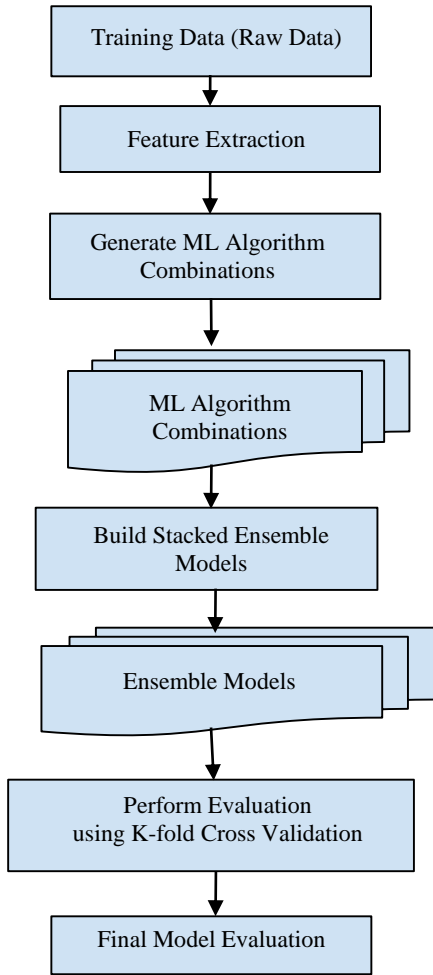 Training Data (Raw Data)
Feature Extraction
Generate ML Algorithm
Combinations
ML Algorithm
Combinations
Build Stacked Ensemble
Models
Ensemble Models
Perform Evaluation
using K-fold Cross Validation
Final Model Evaluation